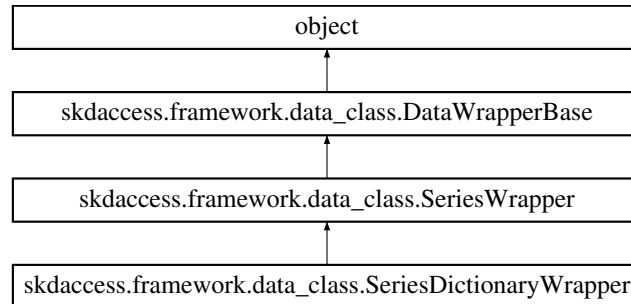 object
skdaccess.framework.data_class.DataWrapperBase
skdaccess.framework.data_class.SeriesWrapper
skdaccess.framework.data_class.SeriesDictionaryWrapper